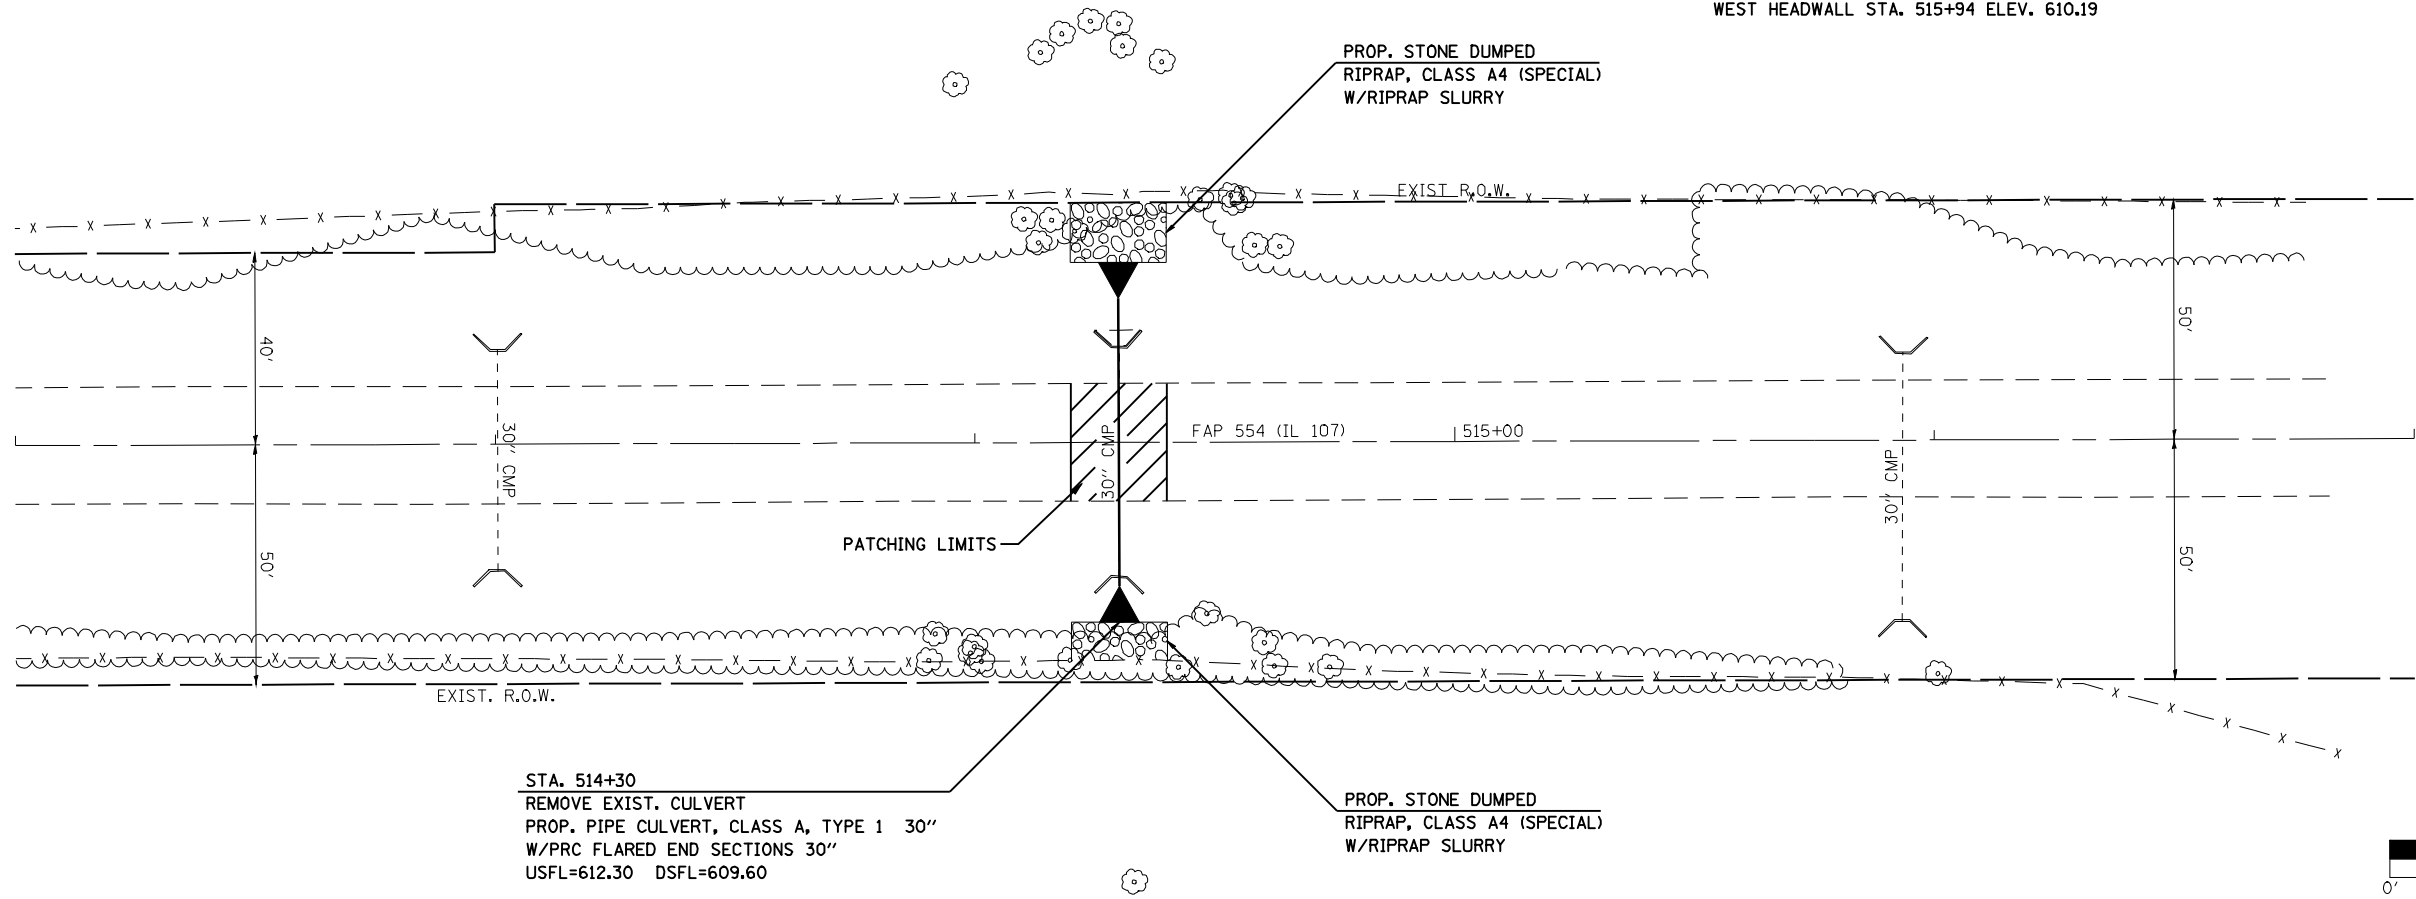 WEST HEADWALL STA. 515+94 ELEV. 610.19
PROP. STONE DUMPED
RIPRAP, CLASS A4 (SPECIAL)
W/RIPRAP SLURRY
EXIST R.O.W.
40'
50'
30" CMP
30" CMP
FAP 554 (IL 107)
515+00
30" CMP
PATCHING LIMITS
50'
50'
EXIST. R.O.W.
STA. 514+30
REMOVE EXIST. CULVERT
PROP. PIPE CULVERT, CLASS A, TYPE 1 30"
W/PRC FLARED END SECTIONS 30"
USFL=612.30 DSFL=609.60
PROP. STONE DUMPED
RIPRAP, CLASS A4 (SPECIAL)
W/RIPRAP SLURRY
0'